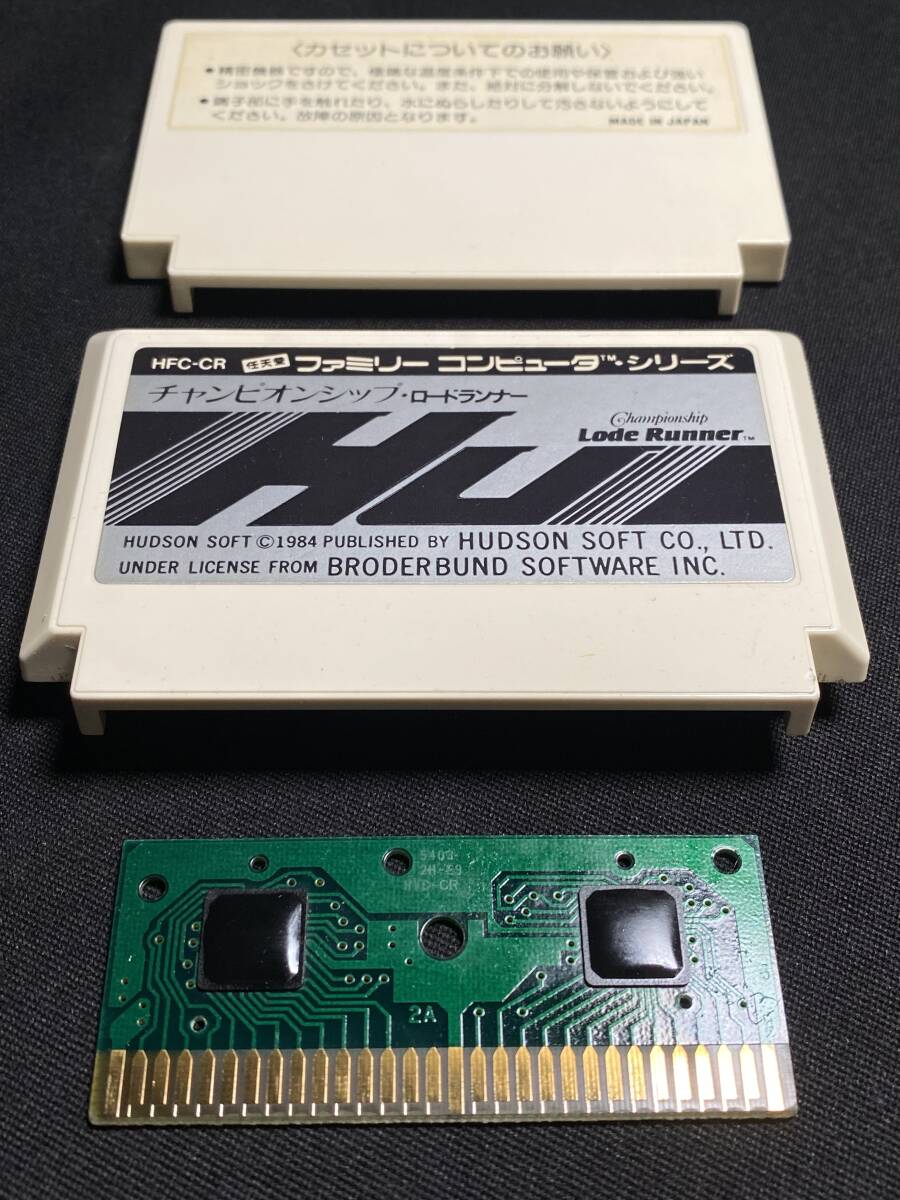 〈カセットについてのお願い〉
●精密機器ですので、極端な温度条件下での使用や保管および強い
ショックをさけてください。また、絶対に分解しないでください。
●端子部に手を触れたり、水にぬらしたりして汚さないようにして
ください。故障の原因となります。
MADE IN JAPAN
HFC-CR 任天堂 ファミリー コンピュータ™・シリーズ
チャンピオンシップ・ロードランナー
Championship
Lode Runner™
HU
HUDSON SOFT ©1984 PUBLISHED BY HUDSON SOFT CO., LTD.
UNDER LICENSE FROM BRODERBUND SOFTWARE INC.
CR
2A